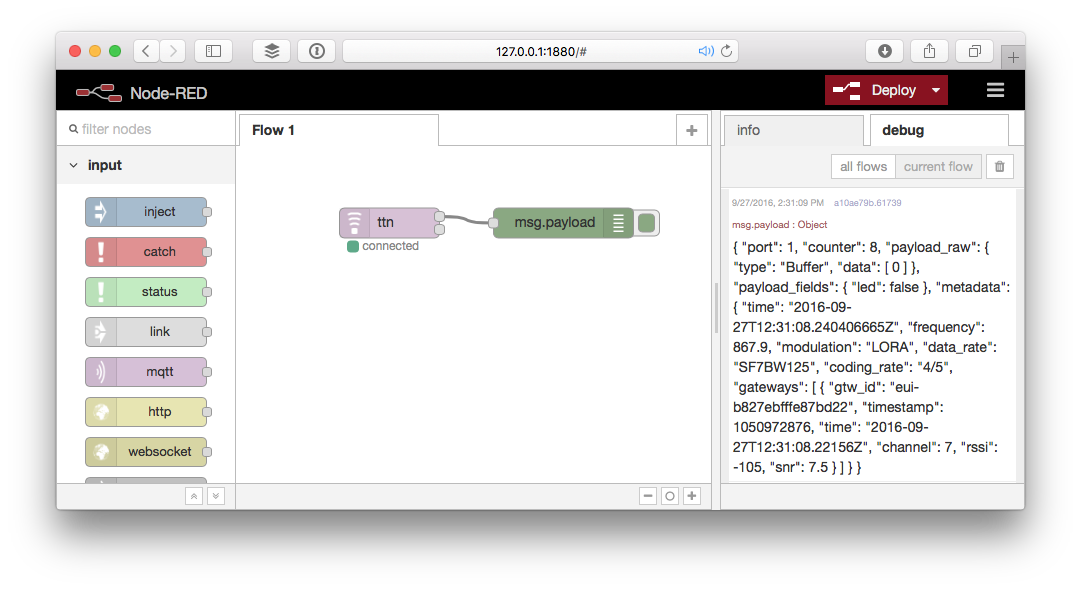 127.0.0.1:1880/#
Node-RED
Deploy
filter nodes
input
inject
catch
status
link
mqtt
http
websocket
Flow 1
ttn
connected
msg.payload
info
debug
all flows
current flow
9/27/2016, 2:31:09 PM a10ae79b.61739
msg.payload : Object
{ "port": 1, "counter": 8, "payload_raw": {
"type": "Buffer", "data": [ 0 ] },
"payload_fields": { "led": false }, "metadata":
{ "time": "2016-09-
27T12:31:08.240406665Z", "frequency":
867.9, "modulation": "LORA", "data_rate":
"SF7BW125", "coding_rate": "4/5",
"gateways": [ { "gtw_id": "eui-
b827ebfffe87bd22", "timestamp":
1050972876, "time": "2016-09-
27T12:31:08.22156Z", "channel": 7, "rssi":
-105, "snr": 7.5 } ] } }